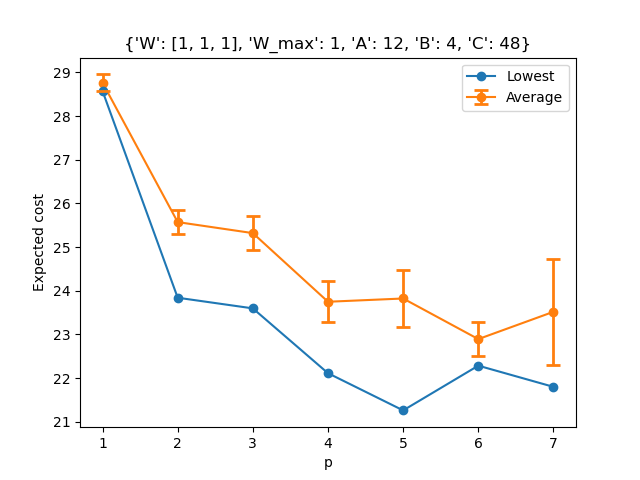 {'W': [1, 1, 1], 'W_max': 1, 'A': 12, 'B': 4, 'C': 48}
Lowest
Average
Expected cost
29
28
27
26
25
24
23
22
21
1 2 3 4 5 6 7
p